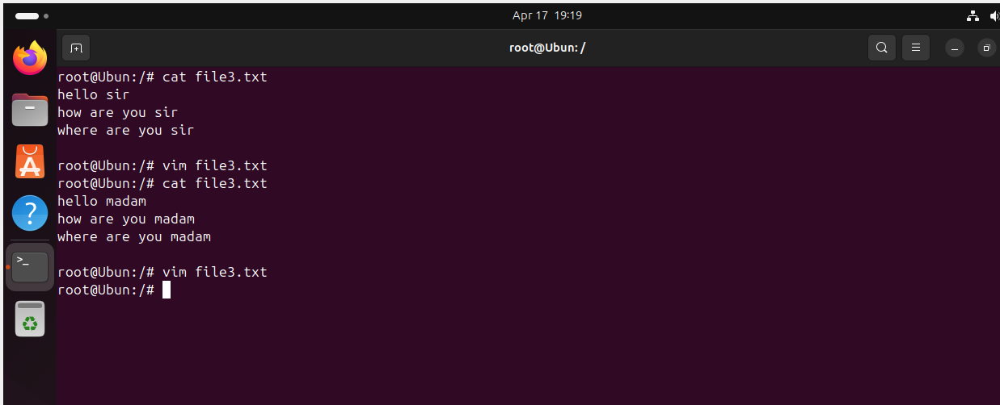 Apr 17 19:19
root@Ubun: /
root@Ubun:/# cat file3.txt
hello sir
how are you sir
where are you sir
root@Ubun:/# vim file3.txt
root@Ubun:/# cat file3.txt
hello madam
how are you madam
where are you madam
root@Ubun:/# vim file3.txt
root@Ubun:/#